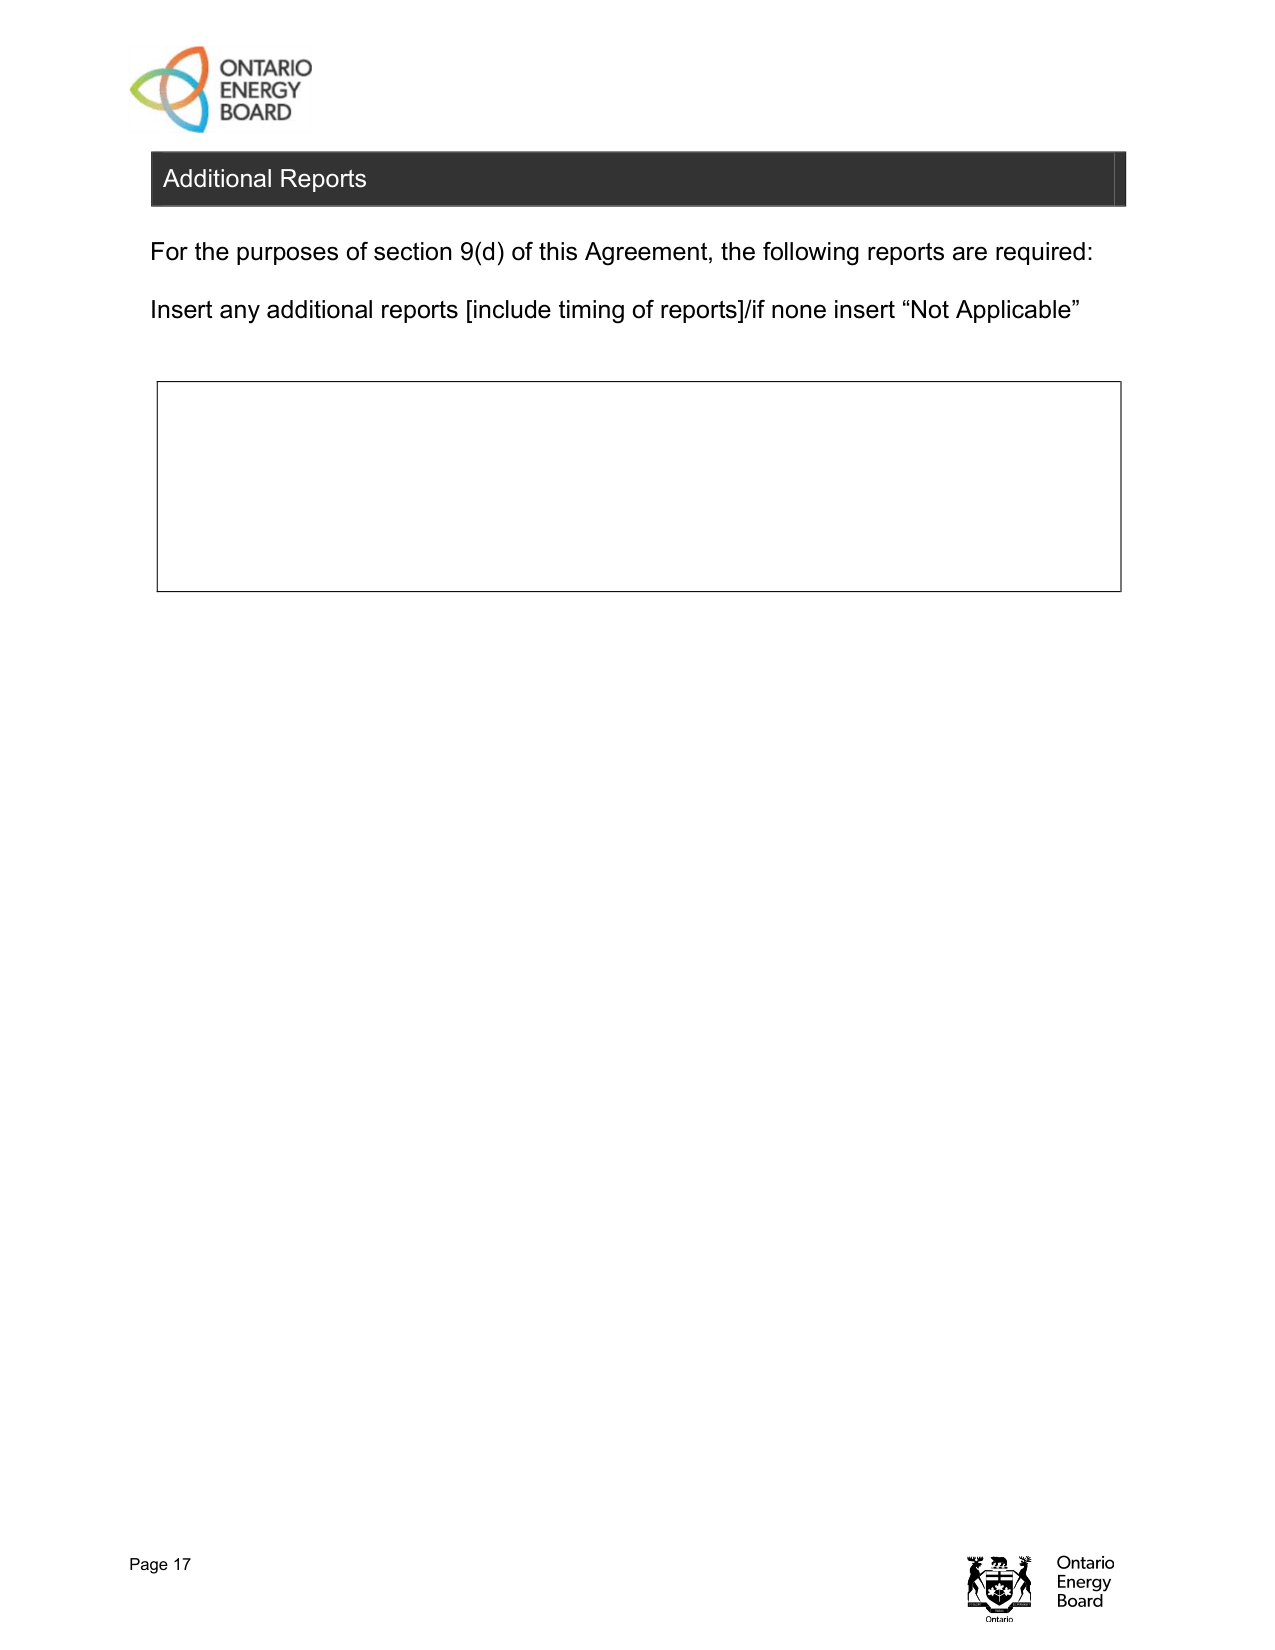 ONTARIO
ENERGY
BOARD
Additional Reports
For the purposes of section 9(d) of this Agreement, the following reports are required:
Insert any additional reports [include timing of reports]/if none insert “Not Applicable”
Page 17
Ontario
Energy
Board
Ontario